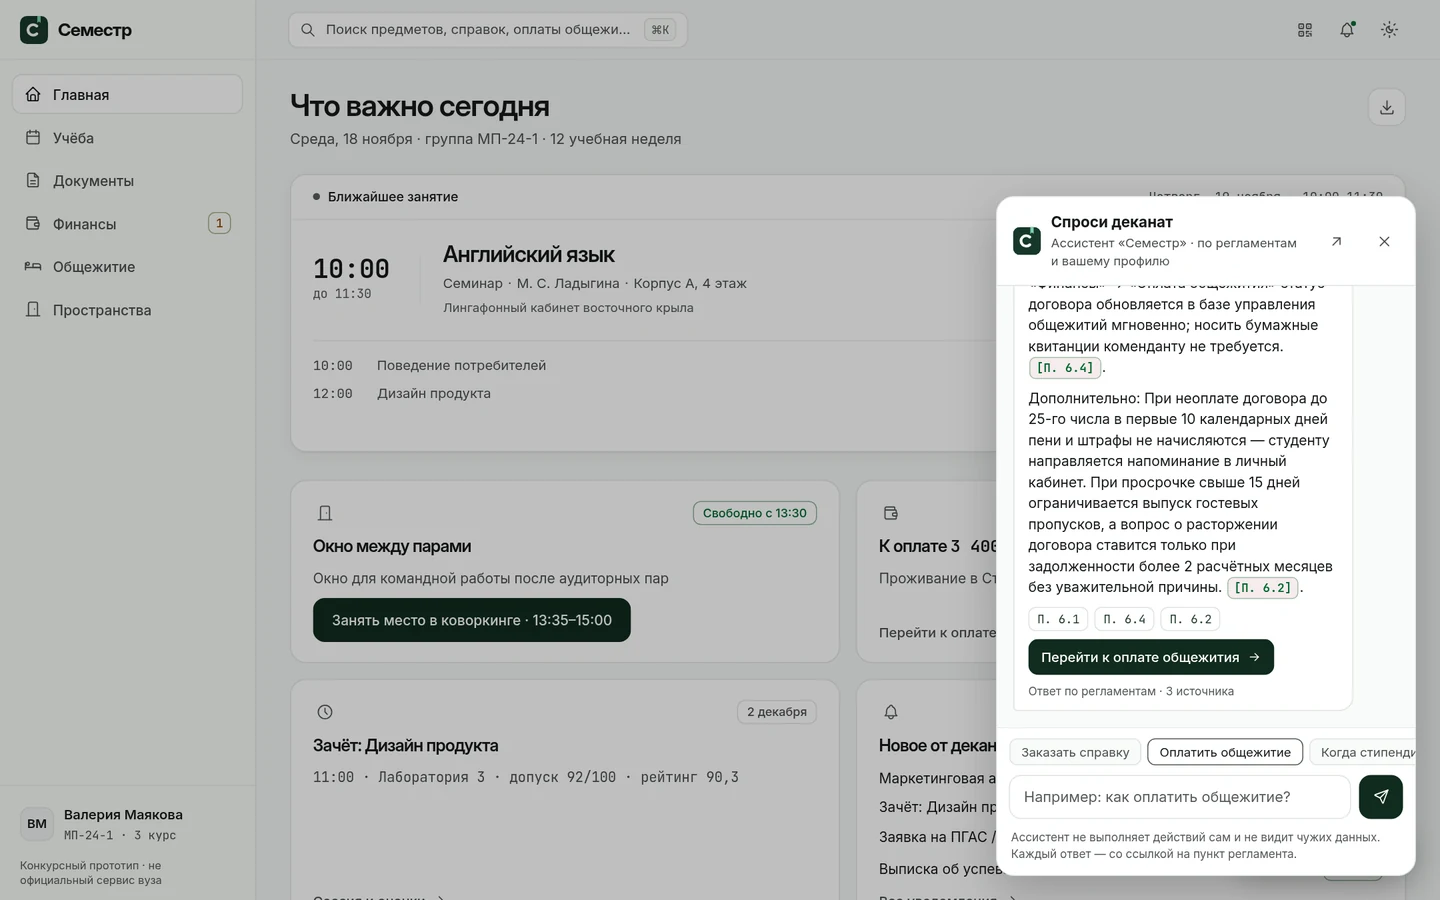 Семестр
Поиск предметов, справок, оплаты общежи...
⌘K
Главная
Учёба
Документы
Финансы
1
Общежитие
Пространства
Валерия Маякова
ВМ
МП-24-1 · 3 курс
Конкурсный прототип · не
официальный сервис вуза
Что важно сегодня
Среда, 18 ноября · группа МП-24-1 · 12 учебная неделя
Ближайшее занятие
10:00
до 11:30
Английский язык
Семинар · М. С. Ладыгина · Корпус А, 4 этаж
Лингафонный кабинет восточного крыла
10:00 Поведение потребителей
12:00 Дизайн продукта
Свободно с 13:30
Окно между парами
Окно для командной работы после аудиторных пар
Занять место в коворкинге · 13:35–15:00
К оплате 3 400
Проживание в Ст
Перейти к оплате
2 декабря
Зачёт: Дизайн продукта
11:00 · Лаборатория 3 · допуск 92/100 · рейтинг 90,3
Новое от декан
Маркетинговая а
Зачёт: Дизайн пр
Заявка на ПГАС /
Выписка об успев
Спроси деканат
Ассистент «Семестр» · по регламентам
и вашему профилю
договора обновляется в базе управления
общежитий мгновенно; носить бумажные
квитанции коменданту не требуется.
[П. 6.4].
Дополнительно: При неоплате договора до
25-го числа в первые 10 календарных дней
пени и штрафы не начисляются — студенту
направляется напоминание в личный
кабинет. При просрочке свыше 15 дней
ограничивается выпуск гостевых
пропусков, а вопрос о расторжении
договора ставится только при
задолженности более 2 расчётных месяцев
без уважительной причины. [П. 6.2].
П. 6.1 П. 6.4 П. 6.2
Перейти к оплате общежития →
Ответ по регламентам · 3 источника
Заказать справку Оплатить общежитие Когда стипенди
Например: как оплатить общежитие?
Ассистент не выполняет действий сам и не видит чужих данных.
Каждый ответ — со ссылкой на пункт регламента.